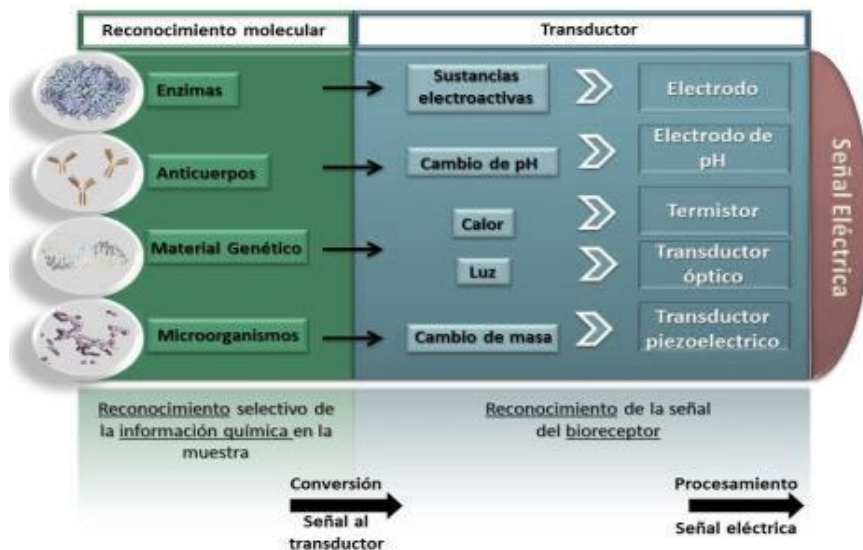 Reconocimiento molecular
Transductor
Enzimas
Sustancias
electroactivas
Electrodo
Anticuerpos
Cambio de pH
Electrodo de
pH
Material Genético
Calor
Termistor
Luz
Transductor
óptico
Microorganismos
Cambio de masa
Transductor
piezoelectrico
Señal Eléctrica
Reconocimiento selectivo de
la información química en la
muestra
Reconocimiento de la señal
del bioreceptor
Conversión
Señal al
transductor
Procesamiento
Señal eléctrica